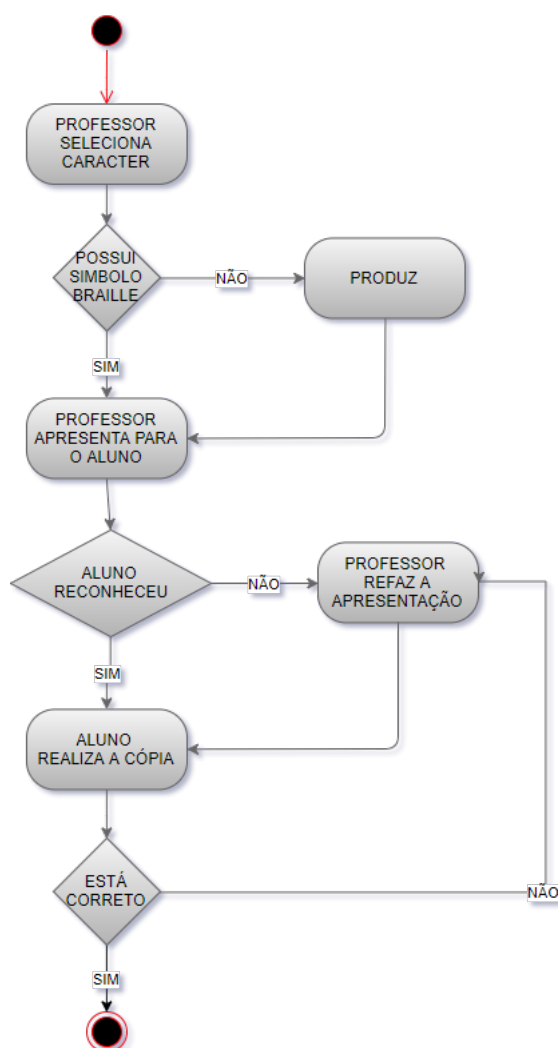 PROFESSOR
SELECIONA
CARACTER
POSSUI
SIMBOLO
BRAILLE
NÃO
PRODUZ
SIM
PROFESSOR
APRESENTA PARA
O ALUNO
ALUNO
RECONHECEU
NÃO
PROFESSOR
REFAZ A
APRESENTAÇÃO
SIM
ALUNO
REALIZA A CÓPIA
ESTÁ
CORRETO
NÃO
SIM